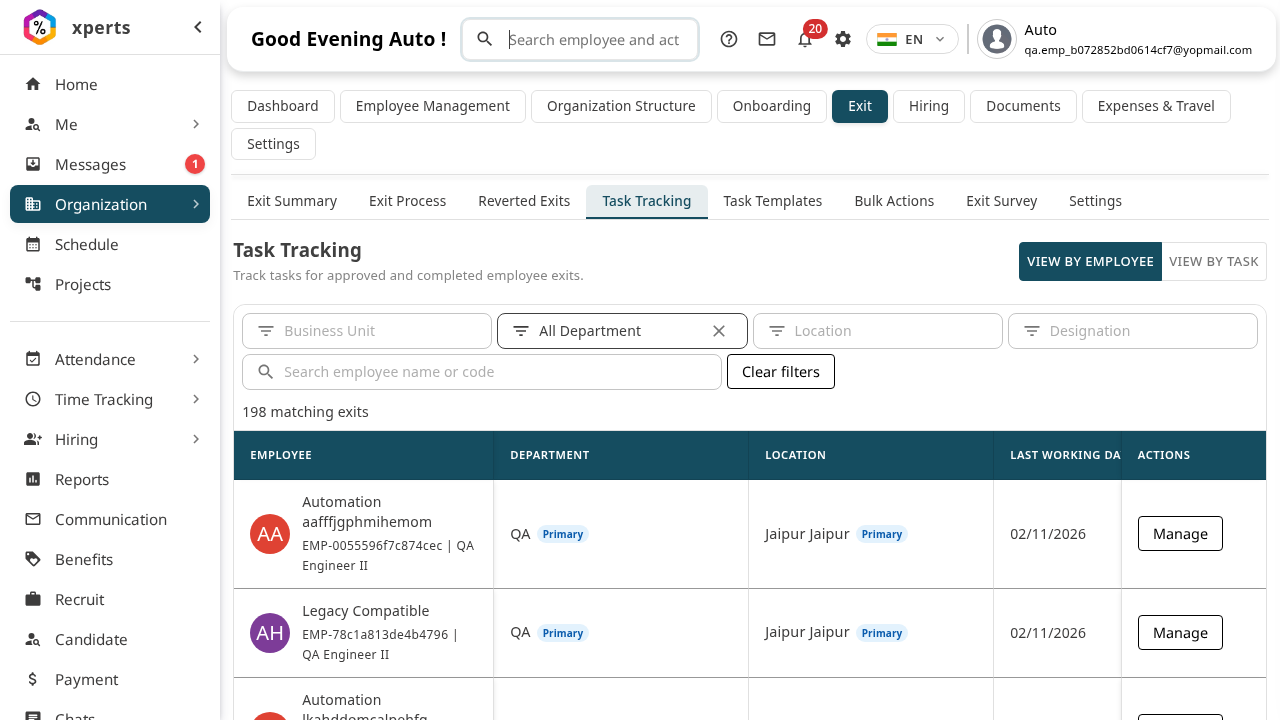 xperts
Good Evening Auto !
Search employee and act
20
EN
Auto
qa.emp_b072852bd0614cf7@yopmail.com
Home
Me
Messages
1
Organization
Schedule
Projects
Attendance
Time Tracking
Hiring
Reports
Communication
Benefits
Recruit
Candidate
Payment
Chats
Dashboard
Employee Management
Organization Structure
Onboarding
Exit
Hiring
Documents
Expenses & Travel
Settings
Exit Summary
Exit Process
Reverted Exits
Task Tracking
Task Templates
Bulk Actions
Exit Survey
Settings
Task Tracking
Track tasks for approved and completed employee exits.
VIEW BY EMPLOYEE
VIEW BY TASK
Business Unit
All Department
Location
Designation
Search employee name or code
Clear filters
198 matching exits
EMPLOYEE
DEPARTMENT
LOCATION
LAST WORKING DA
ACTIONS
AA
Automation
aafffjgphmihemom
EMP-0055596f7c874cec | QA
Engineer II
QA Primary
Jaipur Jaipur Primary
02/11/2026
Manage
AH
Legacy Compatible
EMP-78c1a813de4b4796 |
QA Engineer II
QA Primary
Jaipur Jaipur Primary
02/11/2026
Manage
Automation